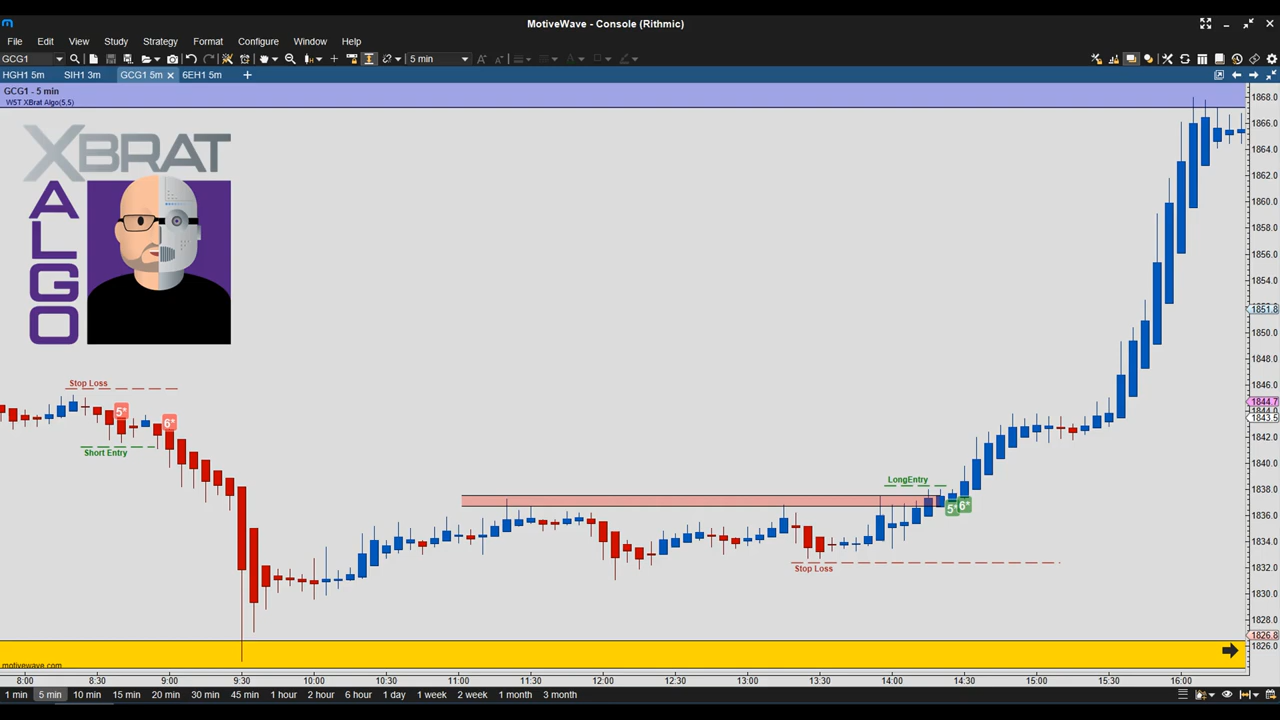 MotiveWave - Console (Rithmic)
File Edit View Study Strategy Format Configure Window Help
GCG1 5 min
HGH1 5m SIH1 3m GCG1 5m 6EH1 5m
GCG1 - 5 min
WST XBrat Algo(5,5)
XBRAT
ALGO
1868.0
1866.0
1864.0
1862.0
1860.0
1858.0
1856.0
1854.0
1851.8
1850.0
1848.0
1846.0
1844.7
1844.0
1843.5
1842.0
1840.0
1838.0
1836.0
1834.0
1832.0
1830.0
1828.0
1826.8
1826.0
Stop Loss
5*
6*
Short Entry
LongEntry
5*
6*
Stop Loss
motivewave.com
8:00 8:30 9:00 9:30 10:00 10:30 11:00 11:30 12:00 12:30 13:00 13:30 14:00 14:30 15:00 15:30 16:00
1 min 5 min 10 min 15 min 20 min 30 min 45 min 1 hour 2 hour 6 hour 1 day 1 week 2 week 1 month 3 month